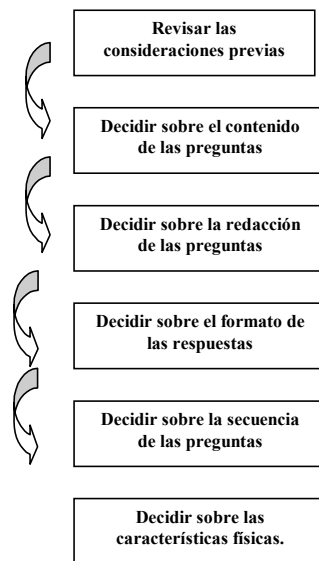 Revisar las
consideraciones previas
Decidir sobre el contenido
de las preguntas
Decidir sobre la redacción
de las preguntas
Decidir sobre el formato de
las respuestas
Decidir sobre la secuencia
de las preguntas
Decidir sobre las
características físicas.